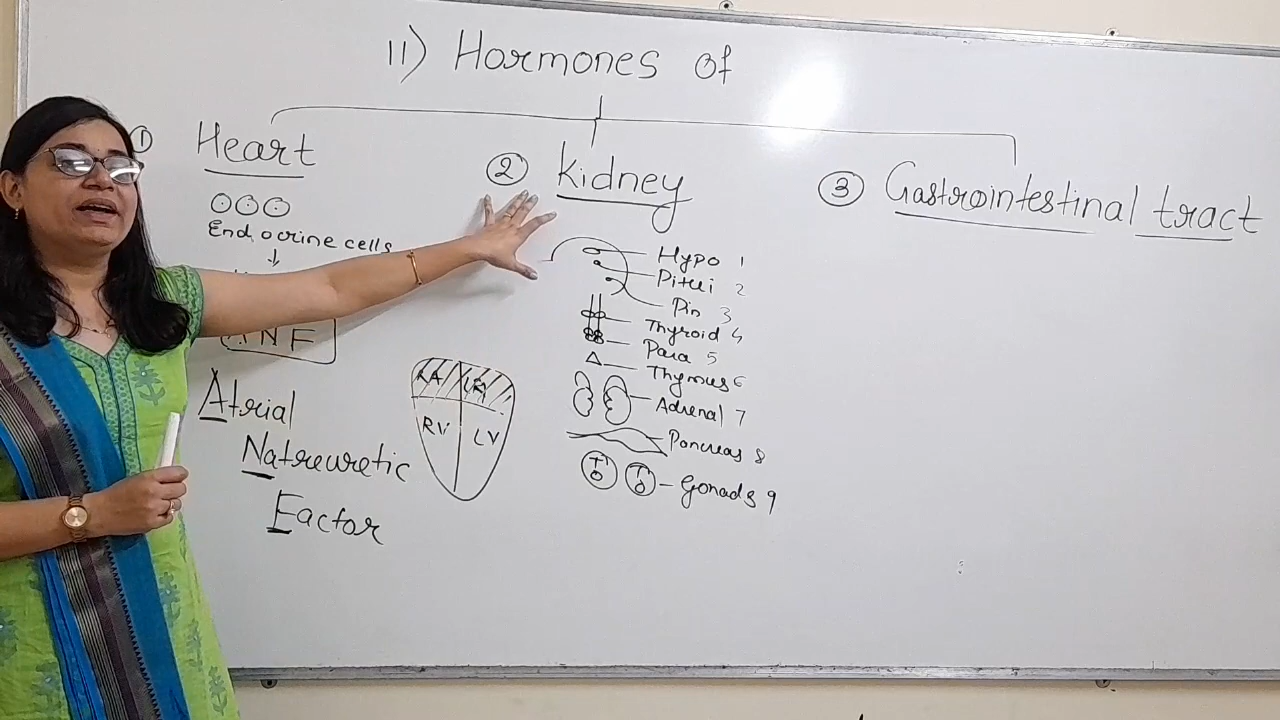 11) Hormones of
① Heart
Endocrine cells
ANF
Atrial
Natreuretic
Factor
RA LA
RV LV
② Kidney
Hypo 1
Pitui 2
Pin 3
Thyroid 4
Para 5
Thymus 6
Adrenal 7
Pancreas 8
T T
O O
Gonads 9
③ Gastrointestinal tract